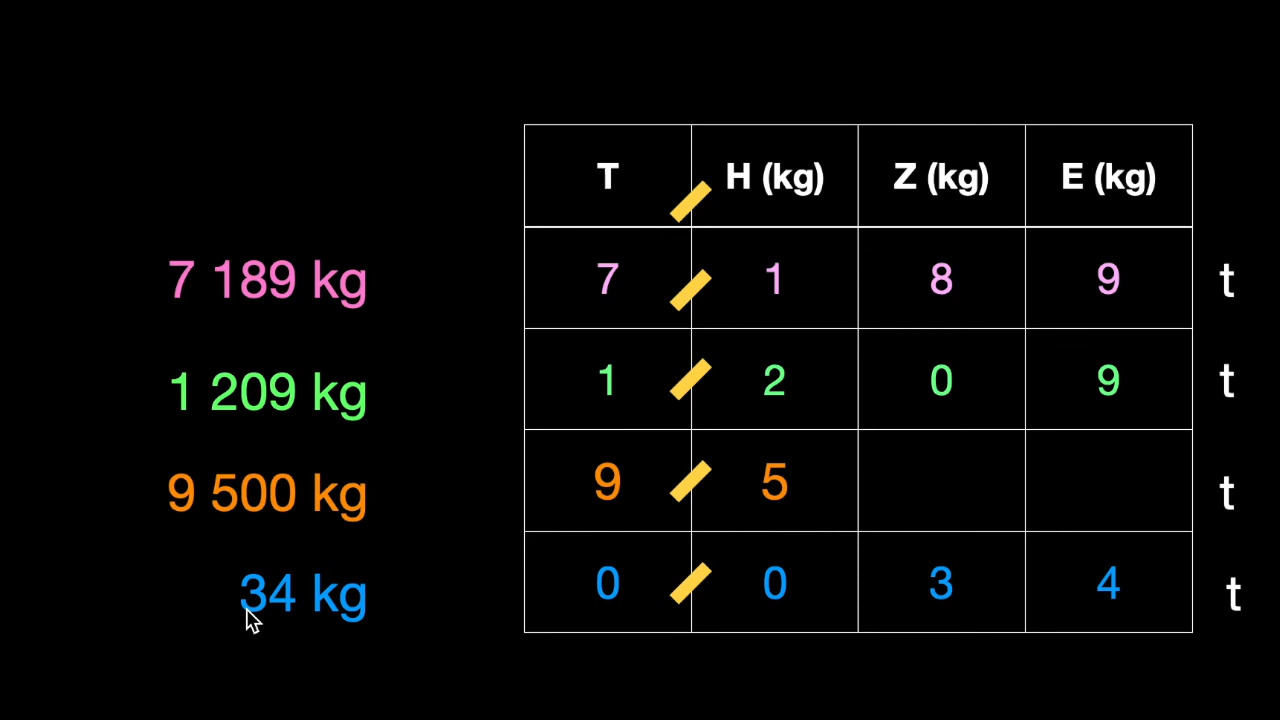 T H (kg) Z (kg) E (kg)
7 189 kg 7 1 8 9 t
1 209 kg 1 2 0 9 t
9 500 kg 9 5 t
34 kg 0 0 3 4 t